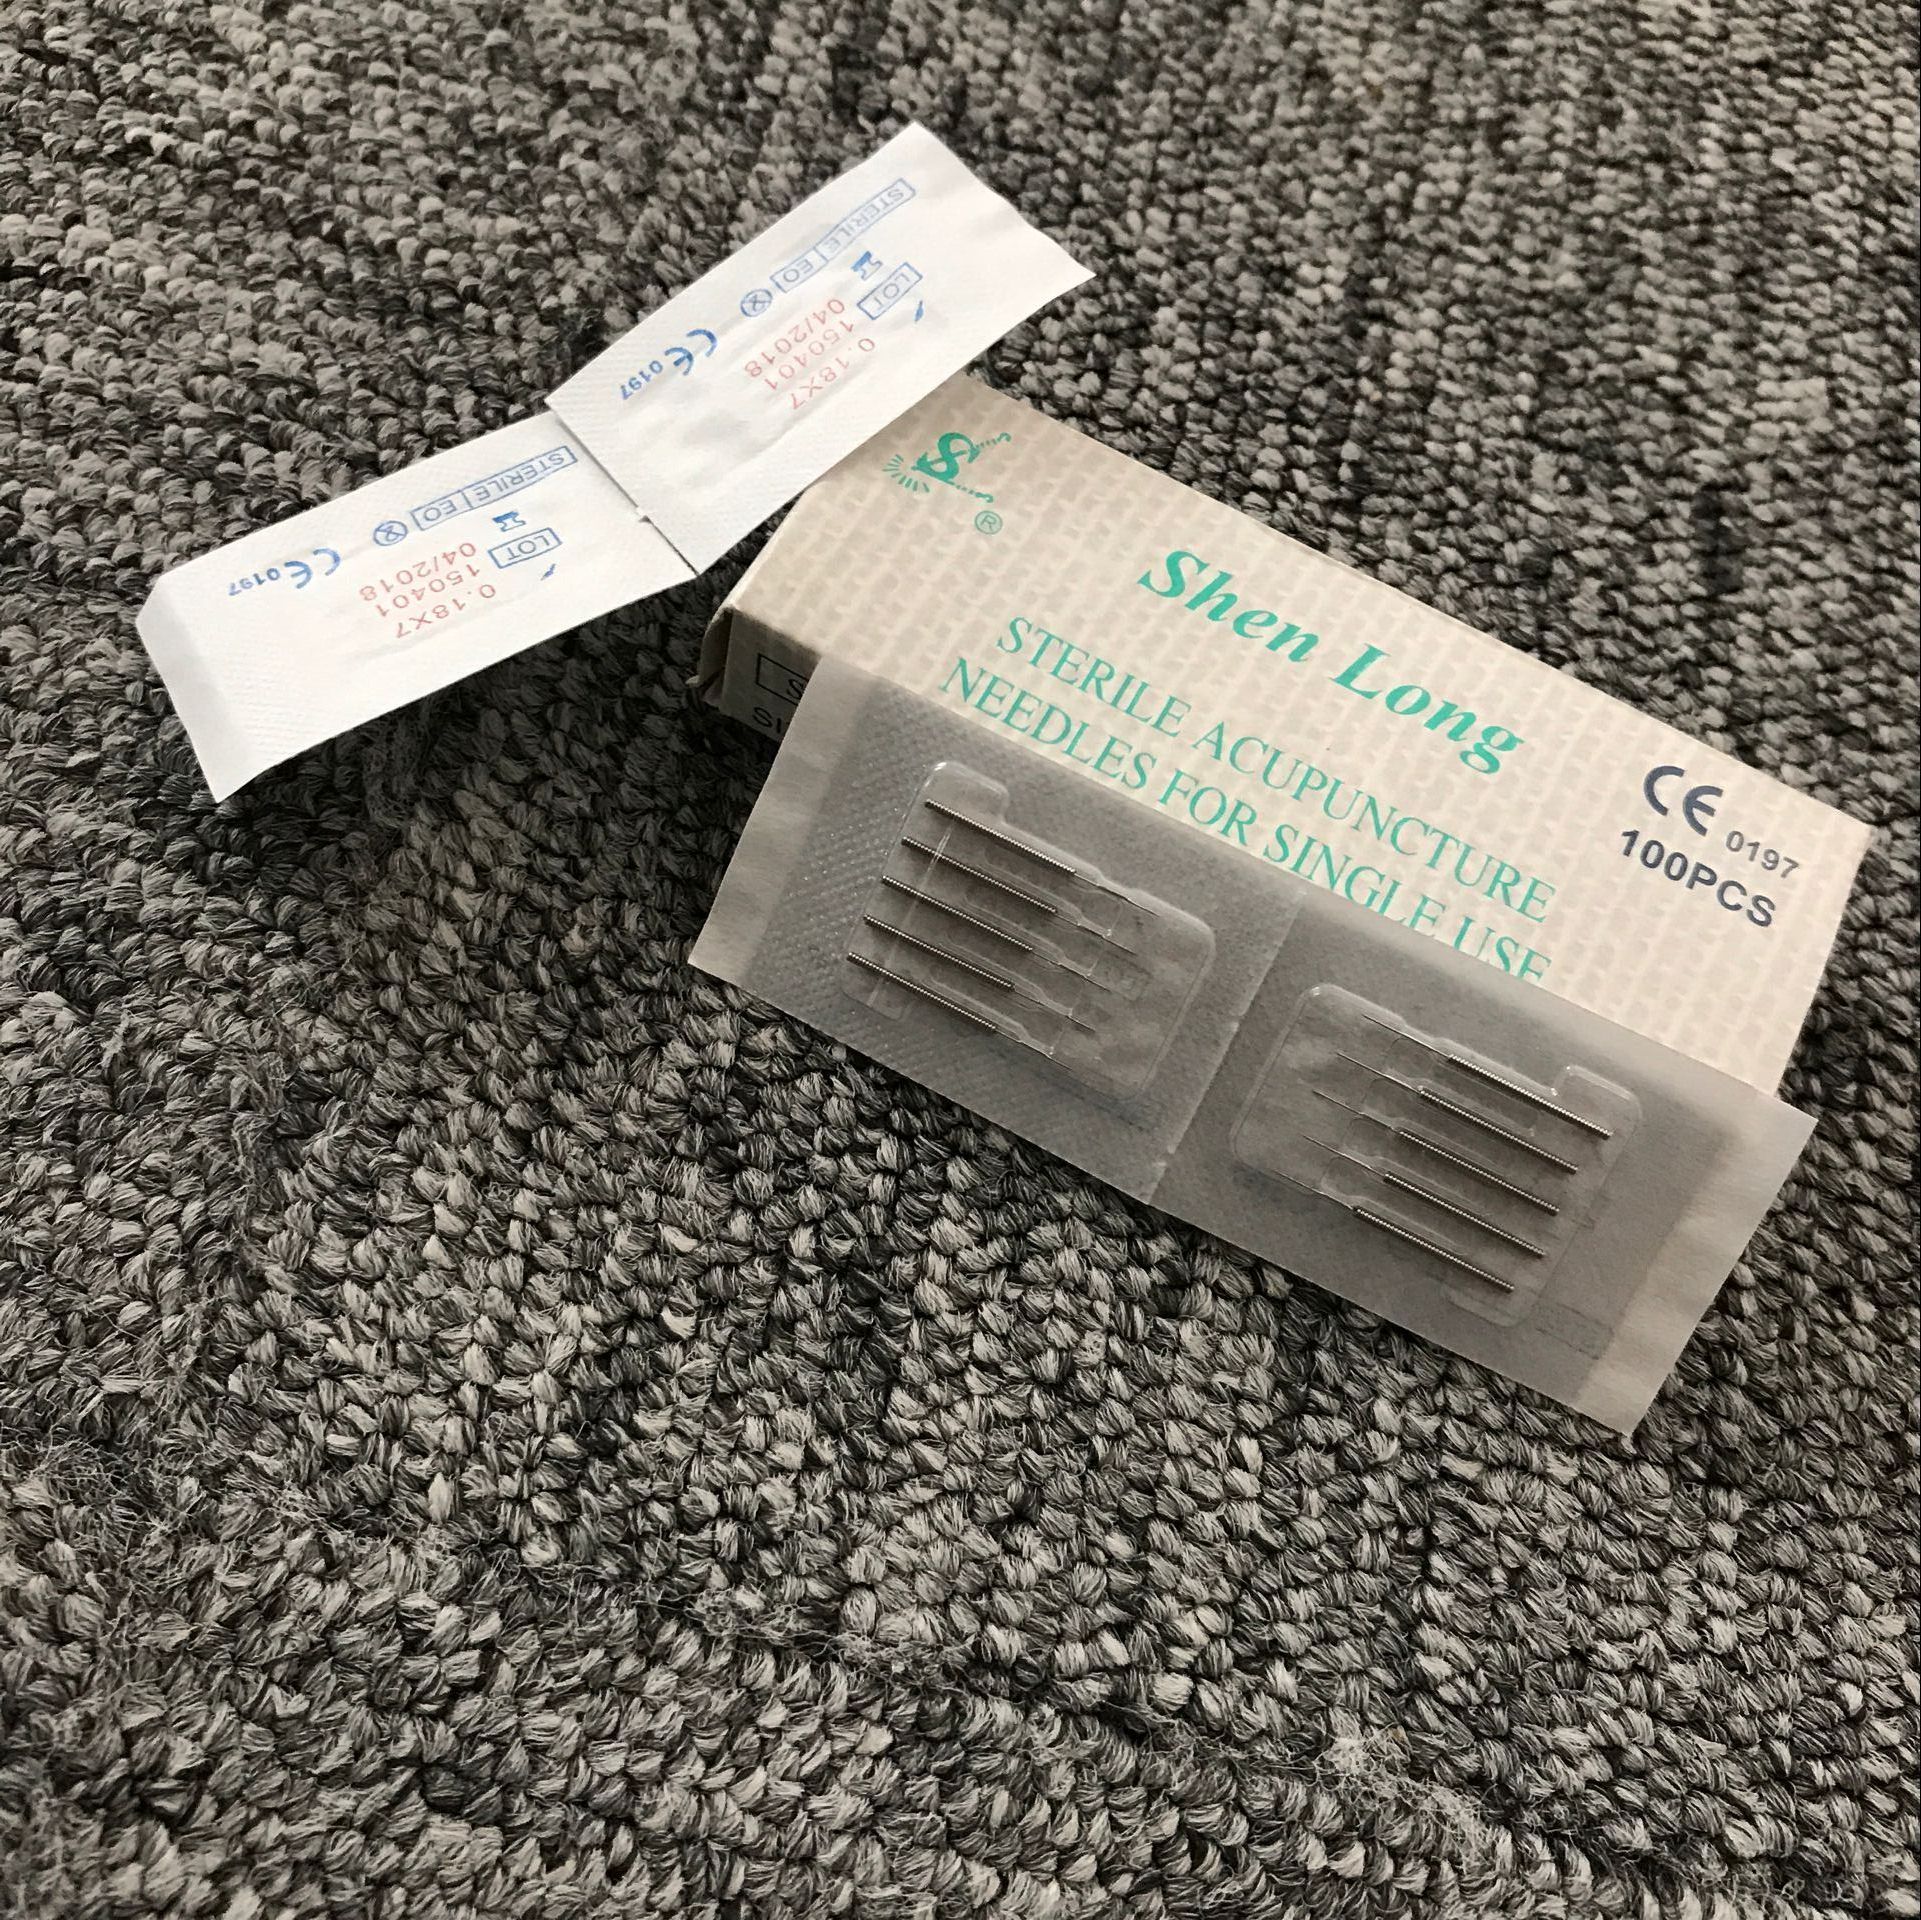 STERILE EO
LOT
0.18X7
150401
04/2018
CE 0197
STERILE EO
LOT
0.18X7
150401
04/2018
CE 0197
SL
®
Shen Long
STERILE ACUPUNCTURE
NEEDLES FOR SINGLE USE
CE 0197
100PCS